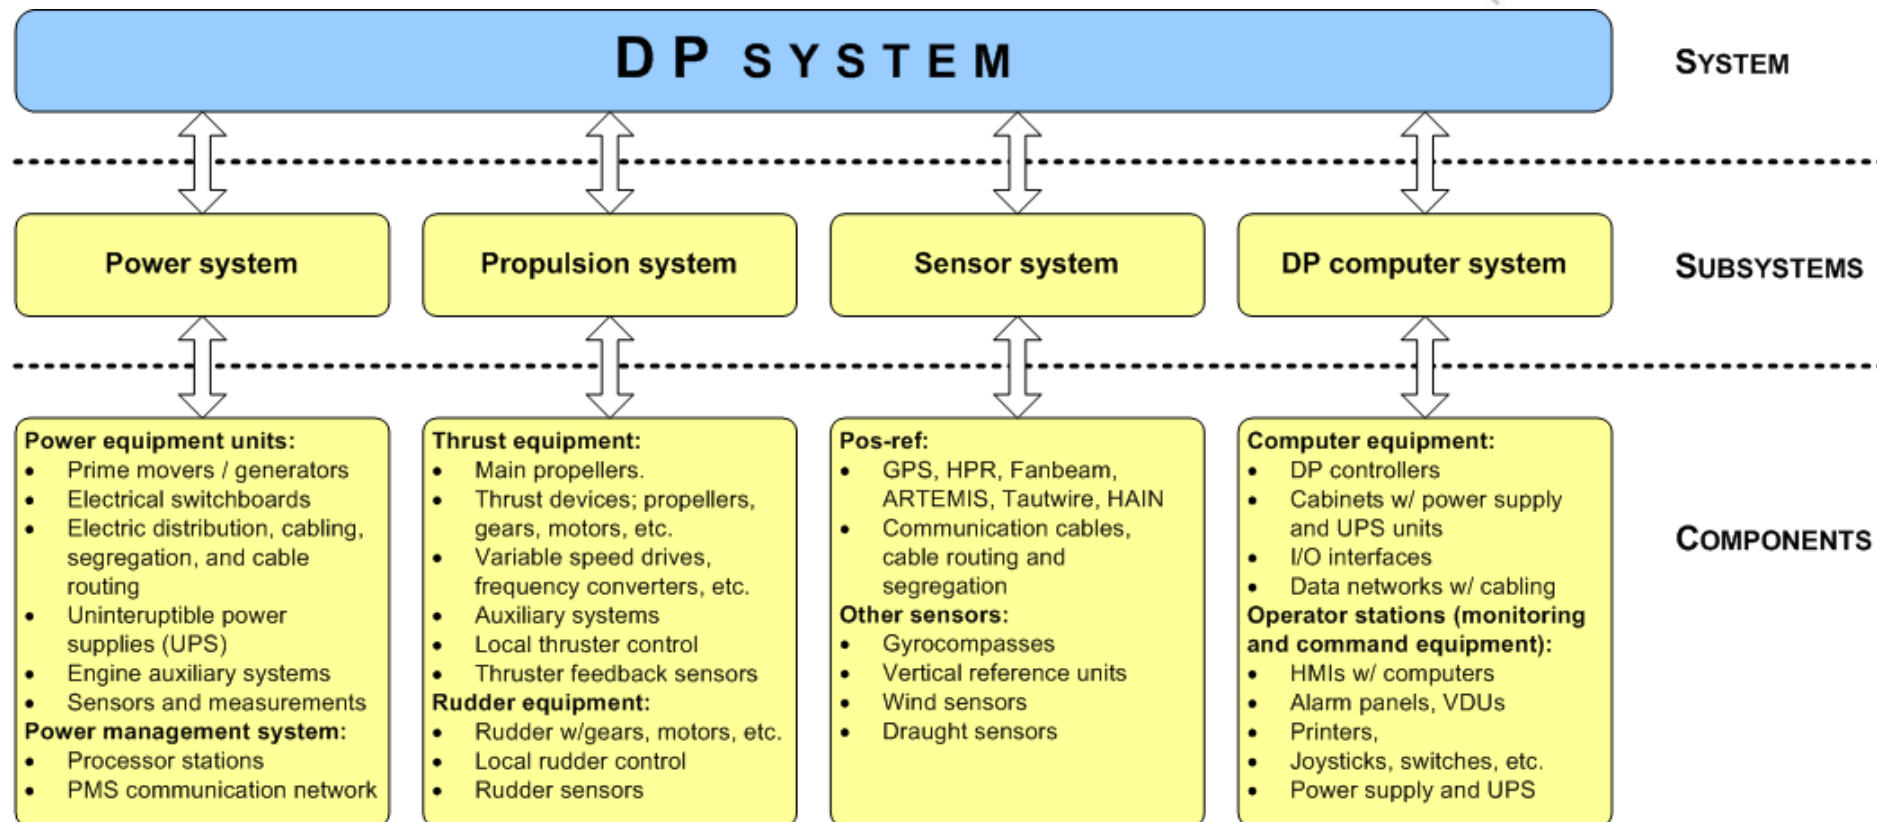 DP SYSTEM
SYSTEM
Power system
Propulsion system
Sensor system
DP computer system
SUBSYSTEMS
Power equipment units:
• Prime movers / generators
• Electrical switchboards
• Electric distribution, cabling,
segregation, and cable
routing
• Uninteruptible power
supplies (UPS)
• Engine auxiliary systems
• Sensors and measurements
Power management system:
• Processor stations
• PMS communication network
Thrust equipment:
• Main propellers.
• Thrust devices; propellers,
gears, motors, etc.
• Variable speed drives,
frequency converters, etc.
• Auxiliary systems
• Local thruster control
• Thruster feedback sensors
Rudder equipment:
• Rudder w/gears, motors, etc.
• Local rudder control
• Rudder sensors
Pos-ref:
• GPS, HPR, Fanbeam,
ARTEMIS, Tautwire, HAIN
• Communication cables,
cable routing and
segregation
Other sensors:
• Gyrocompasses
• Vertical reference units
• Wind sensors
• Draught sensors
Computer equipment:
• DP controllers
• Cabinets w/ power supply
and UPS units
• I/O interfaces
• Data networks w/ cabling
Operator stations (monitoring
and command equipment):
• HMIs w/ computers
• Alarm panels, VDUs
• Printers,
• Joysticks, switches, etc.
• Power supply and UPS
COMPONENTS